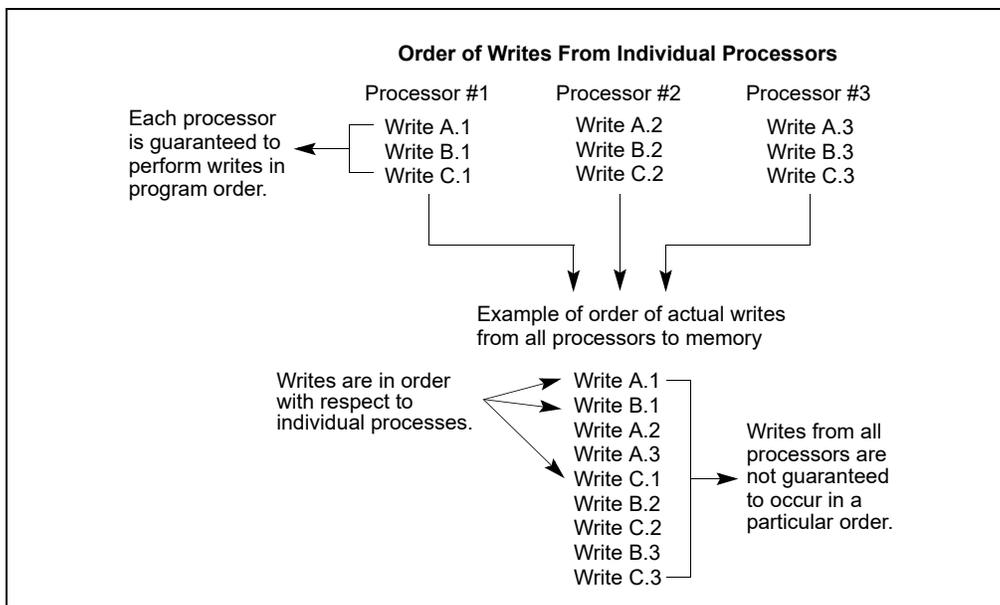 Order of Writes From Individual Processors
Processor #1
Processor #2
Processor #3
Each processor
is guaranteed to
perform writes in
program order.
Write A.1
Write B.1
Write C.1
Write A.2
Write B.2
Write C.2
Write A.3
Write B.3
Write C.3
Example of order of actual writes
from all processors to memory
Writes are in order
with respect to
individual processes.
Write A.1
Write B.1
Write A.2
Write A.3
Write C.1
Write B.2
Write C.2
Write B.3
Write C.3
Writes from all
processors are
not guaranteed
to occur in a
particular order.